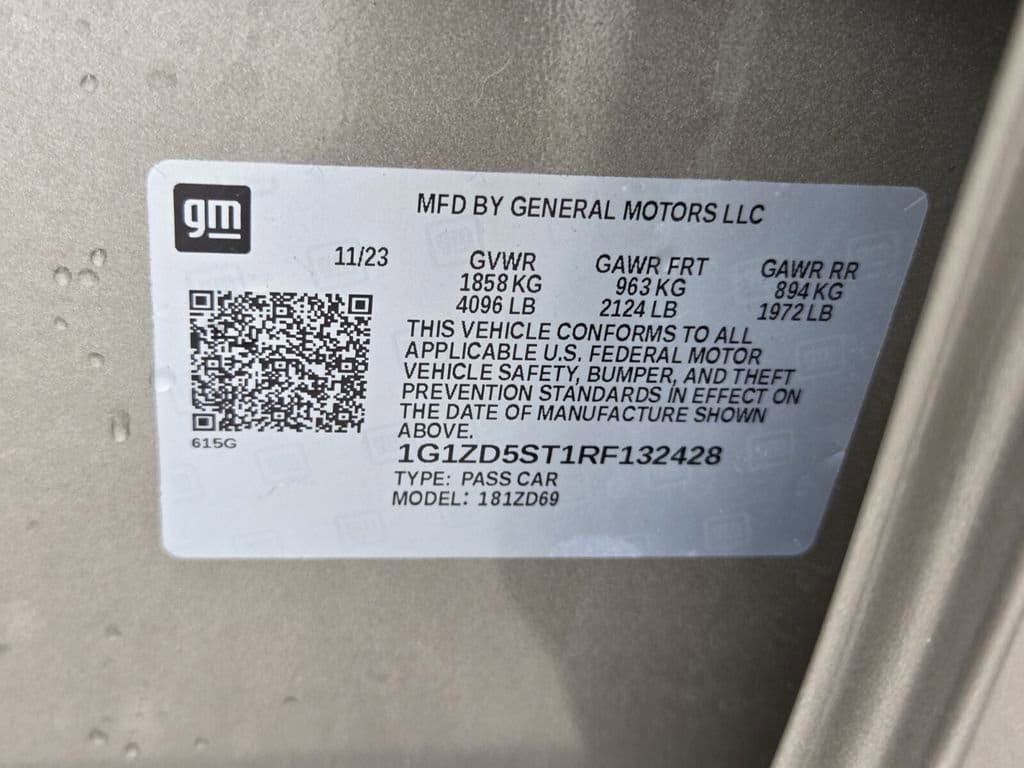 gm
MFD BY GENERAL MOTORS LLC
11/23 GVWR GAWR FRT GAWR RR
1858 KG 963 KG 894 KG
4096 LB 2124 LB 1972 LB
THIS VEHICLE CONFORMS TO ALL
APPLICABLE U.S. FEDERAL MOTOR
VEHICLE SAFETY, BUMPER, AND THEFT
PREVENTION STANDARDS IN EFFECT ON
THE DATE OF MANUFACTURE SHOWN
ABOVE.
615G
1G1ZD5ST1RF132428
TYPE: PASS CAR
MODEL: 181ZD69